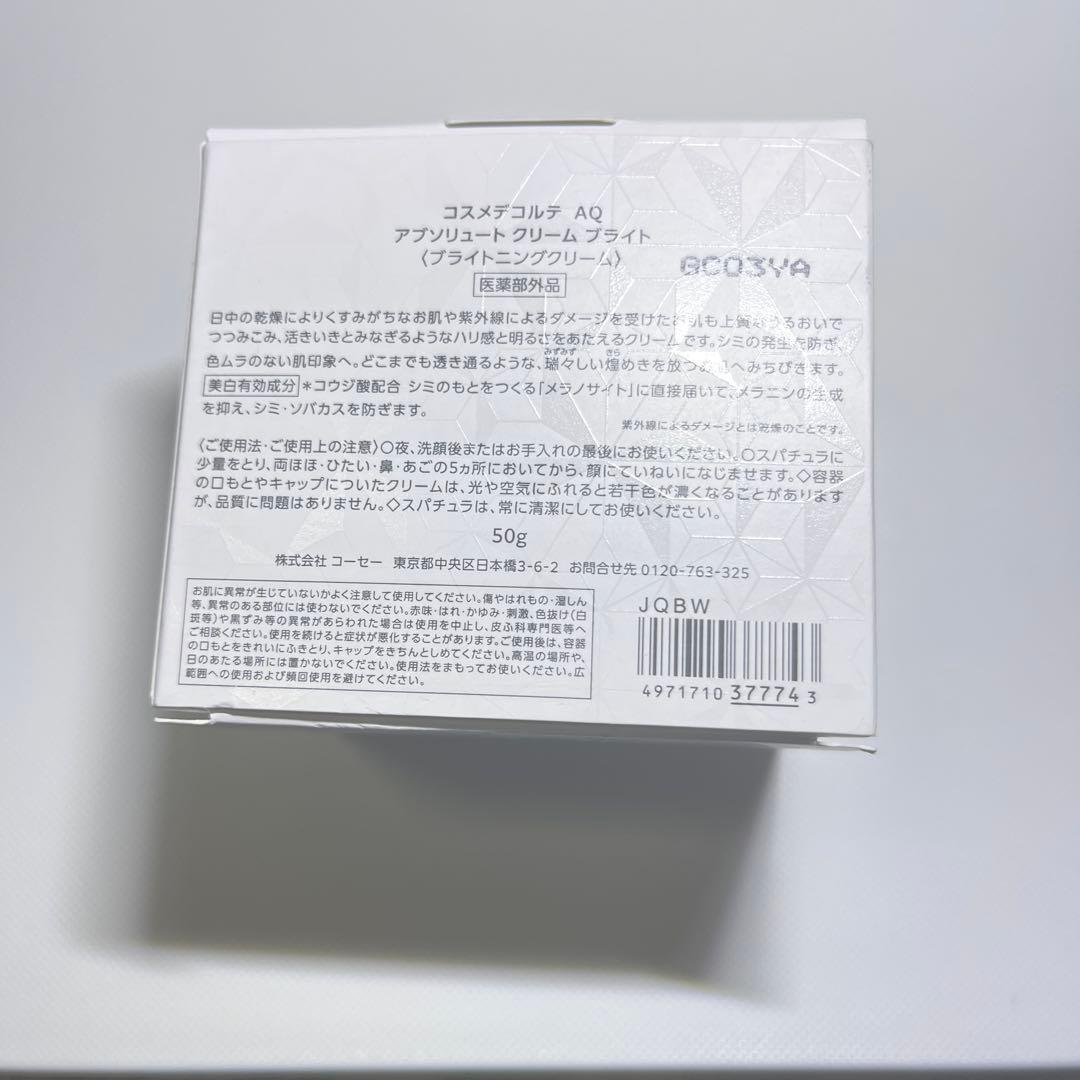 コスメデコルテ AQ
アブソリュート クリーム ブライト
〈ブライトニングクリーム〉
医薬部外品
日中の乾燥によりくすみがちなお肌や紫外線によるダメージを受けたお肌も上質なうるおいで
つつみこみ、活きいきとみなぎるようなハリ感と明るさをあたえるクリームです。シミの発生を防ぎ、
みずみず きら
色ムラのない肌印象へ。どこまでも透き通るような、瑞々しい煌めきを放つお肌へみちびきます。
美白有効成分 *コウジ酸配合 シミのもとをつくる「メラノサイト」に直接届いて、メラニンの生成
を抑え、シミ・ソバカスを防ぎます。
紫外線によるダメージとは乾燥のことです。
〈ご使用法・ご使用上の注意〉○夜、洗顔後またはお手入れの最後にお使いください。○スパチュラに
少量をとり、両ほほ・ひたい・鼻・あごの5ヵ所においてから、顔にていねいになじませます。◇容器
の口もとやキャップについたクリームは、光や空気にふれると若干色が濃くなることがあります
が、品質に問題はありません。◇スパチュラは、常に清潔にしてお使いください。
50g
株式会社 コーセー 東京都中央区日本橋3-6-2 お問合せ先 0120-763-325
お肌に異常が生じていないかよく注意して使用してください。傷やはれもの・湿しん
等、異常のある部位には使わないでください。赤味・はれ・かゆみ・刺激、色抜け(白
斑等)や黒ずみ等の異常があらわれた場合は使用を中止し、皮ふ科専門医等へ
ご相談ください。使用を続けると症状が悪化することがあります。ご使用後は、容器
の口もとをきれいにふきとり、キャップをきちんとしめてください。高温の場所や、
日のあたる場所には置かないでください。使用法をまもってお使いください。広
範囲への使用および頻回使用を避けてください。
JQBW
4971710 37774 3